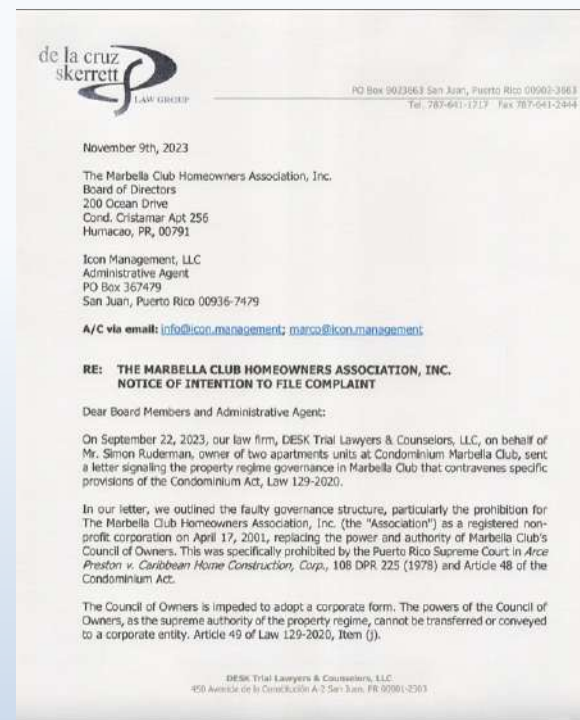 de la cruz
skerrett
LAW GROUP
PO Box 9023663 San Juan, Puerto Rico 00902-3663
Tel. 787-641-1717 Fax 787-641-2444
November 9th, 2023
The Marbella Club Homeowners Association, Inc.
Board of Directors
200 Ocean Drive
Cond. Cristamar Apt 256
Humacao, PR, 00791
Icon Management, LLC
Administrative Agent
PO Box 367479
San Juan, Puerto Rico 00936-7479
A/C via email: info@icon.management; marco@icon.management
RE: THE MARBELLA CLUB HOMEOWNERS ASSOCIATION, INC.
NOTICE OF INTENTION TO FILE COMPLAINT
Dear Board Members and Administrative Agent:
On September 22, 2023, our law firm, DESK Trial Lawyers & Counselors, LLC, on behalf of
Mr. Simon Ruderman, owner of two apartments units at Condominium Marbella Club, sent
a letter signaling the property regime governance in Marbella Club that contravenes specific
provisions of the Condominium Act, Law 129-2020.
In our letter, we outlined the faulty governance structure, particularly the prohibition for
The Marbella Club Homeowners Association, Inc. (the "Association") as a registered non-
profit corporation on April 17, 2001, replacing the power and authority of Marbella Club's
Council of Owners. This was specifically prohibited by the Puerto Rico Supreme Court in Arce
Preston v. Caribbean Home Construction, Corp., 108 DPR 225 (1978) and Article 48 of the
Condominium Act.
The Council of Owners is impeded to adopt a corporate form. The powers of the Council of
Owners, as the supreme authority of the property regime, cannot be transferred or conveyed
to a corporate entity. Article 49 of Law 129-2020, Item (j).
DESK Trial Lawyers & Counselors, LLC
450 Avenida de la Constitución A-2 San Juan, PR 00901-2303